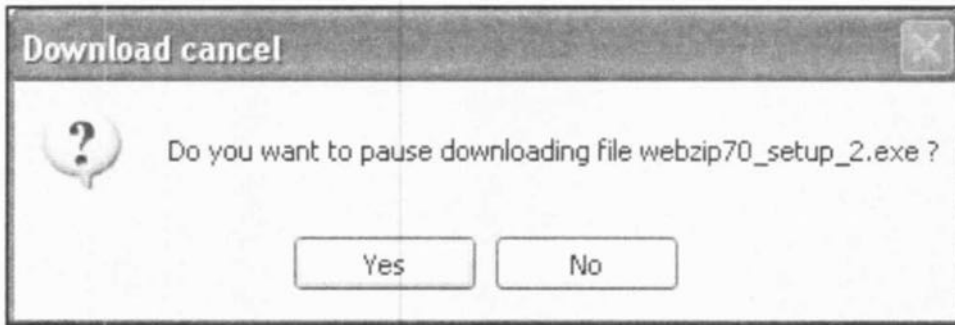 Download cancel
Do you want to pause downloading file webzip70_setup_2.exe ?
Yes
No